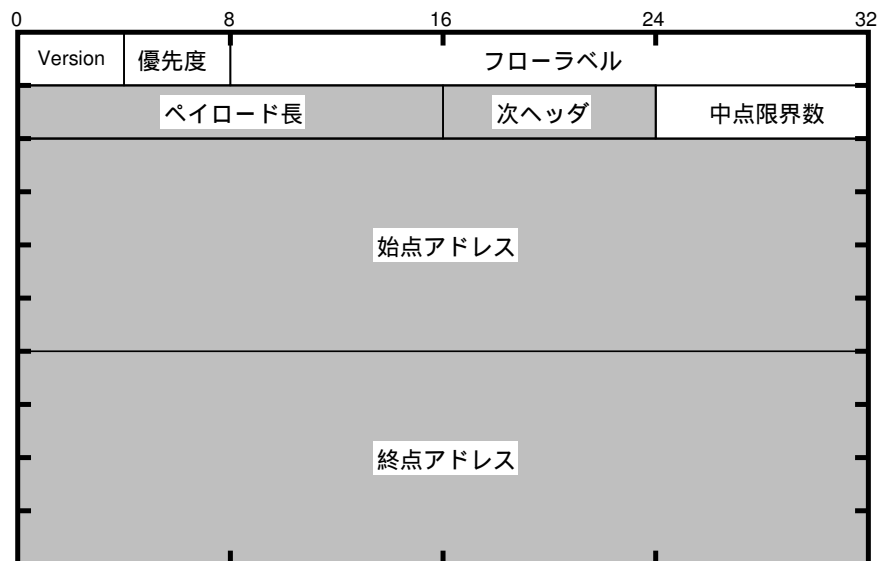 0 8 16 24 32
Version 優先度 フローラベル
ペイロード長 次ヘッダ 中点限界数
始点アドレス
終点アドレス